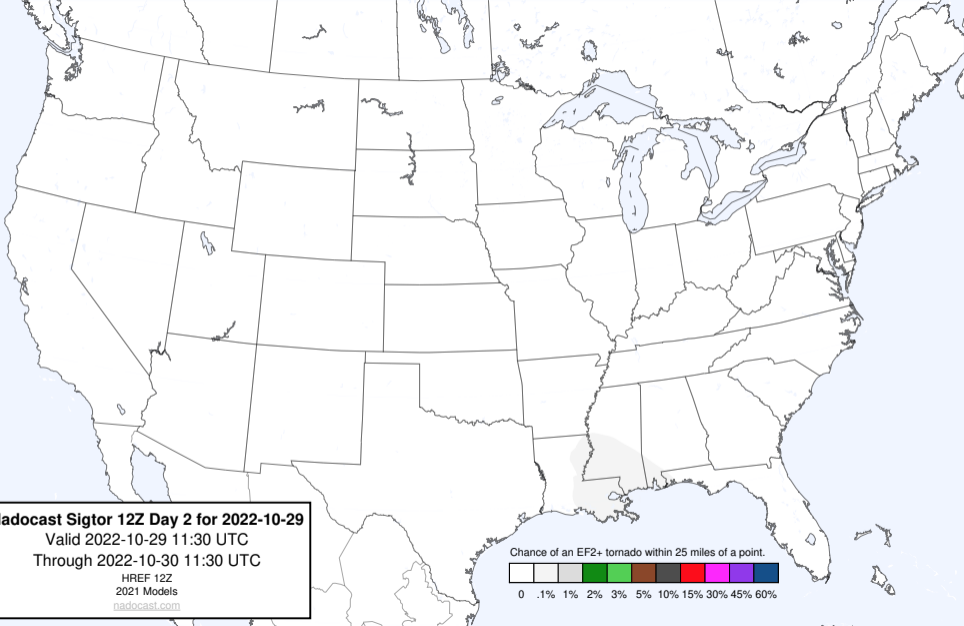 adocast Sigtor 12Z Day 2 for 2022-10-29
Valid 2022-10-29 11:30 UTC
Through 2022-10-30 11:30 UTC
HREF 12Z
2021 Models
nadocast.com
Chance of an EF2+ tornado within 25 miles of a point.
0 .1% 1% 2% 3% 5% 10% 15% 30% 45% 60%